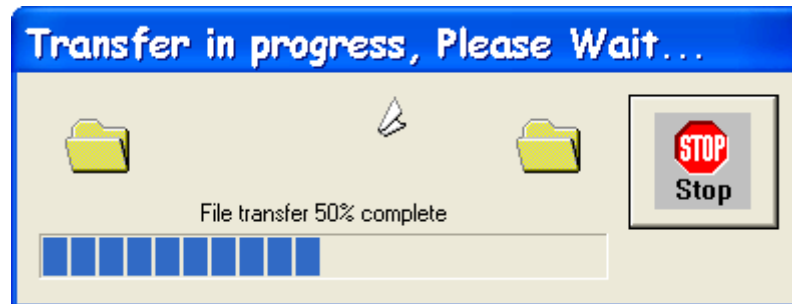 Transfer in progress, Please Wait...
STOP
Stop
File transfer 50% complete